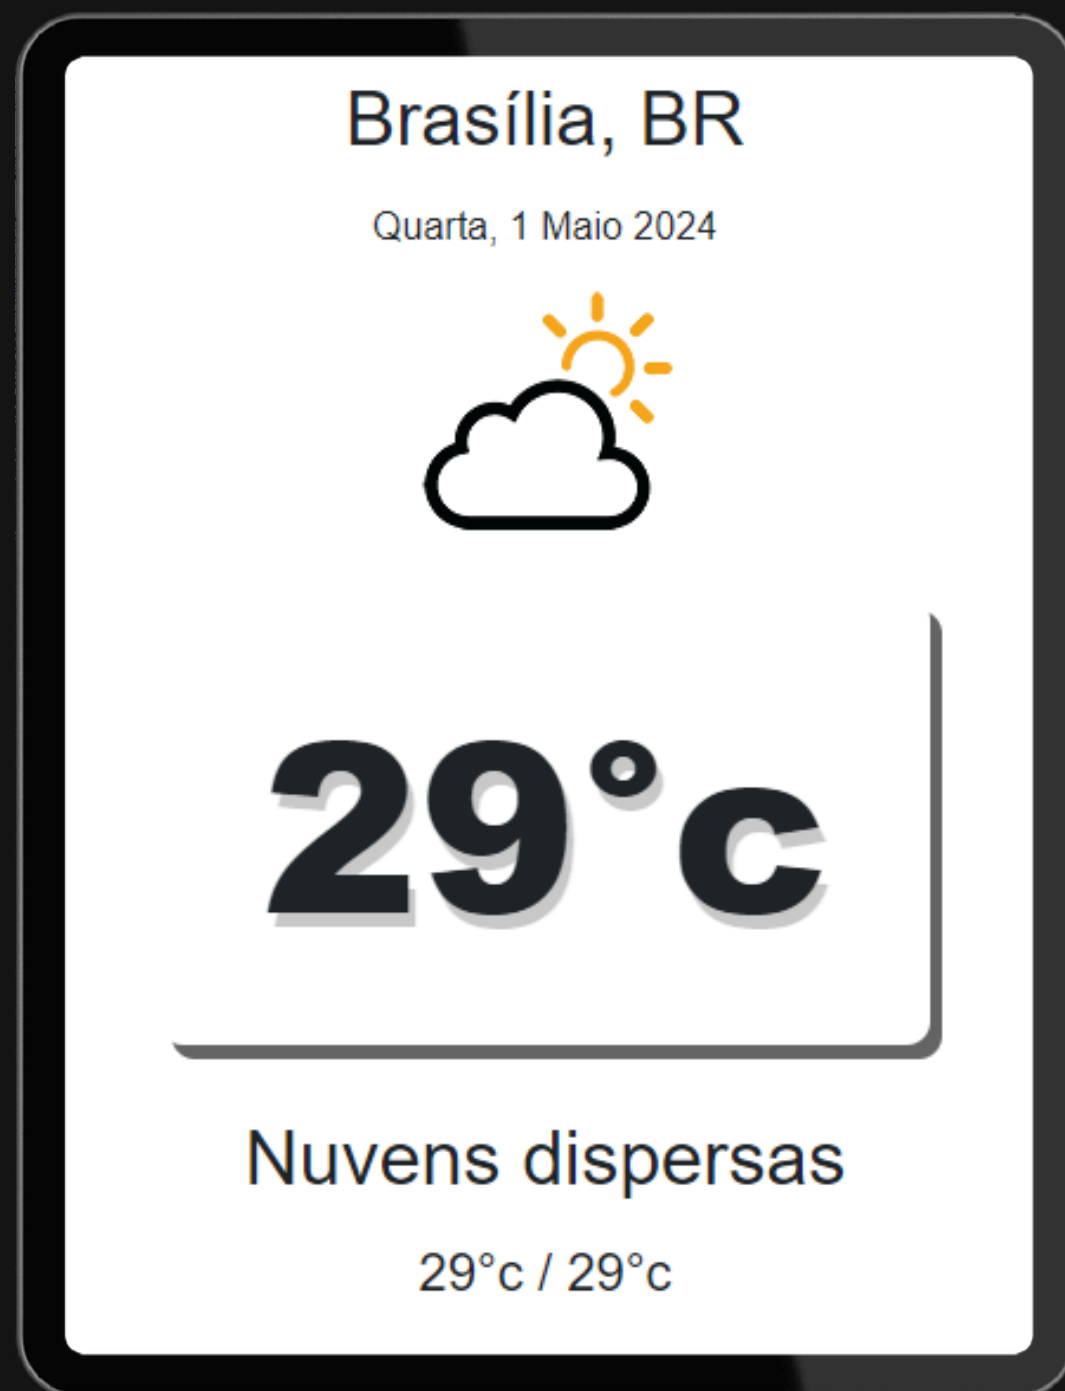 Brasília, BR
Quarta, 1 Maio 2024
29°c
Nuvens dispersas
29°c / 29°c